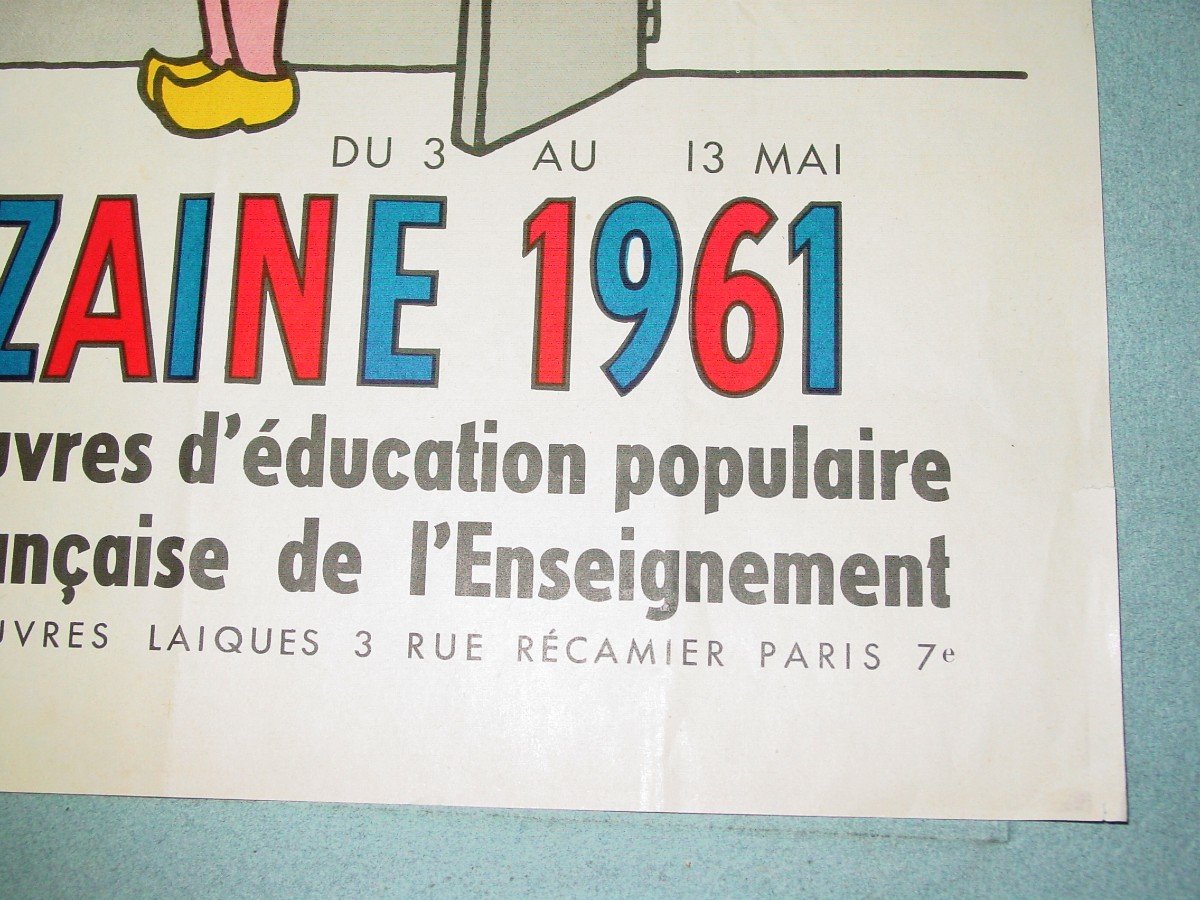 DU 3 AU 13 MAI
ZAINE 1961
uvres d'éducation populaire
ançaise de l'Enseignement
UVRES LAIQUES 3 RUE RÉCAMIER PARIS 7e